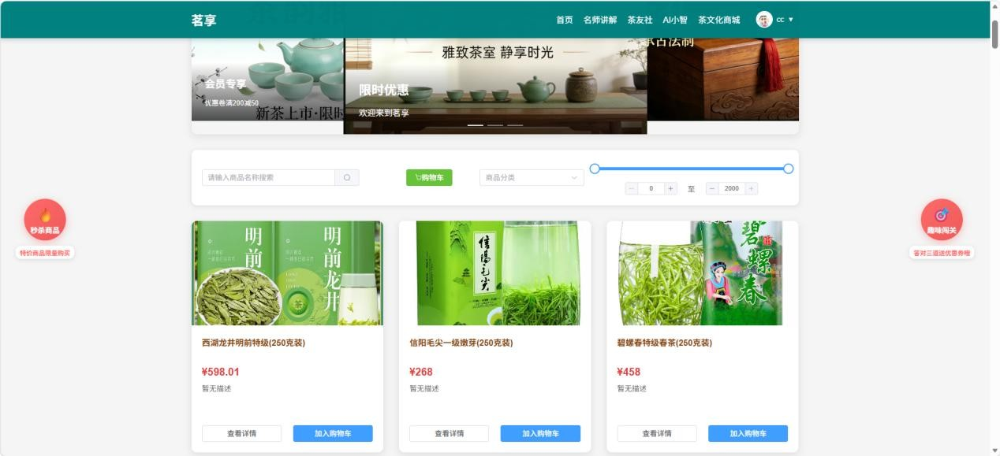 茗享
首页 名师讲解 茶友社 AI小智 茶文化商城 cc
会员专享
优惠卷满200减50
新茶上市·限时
雅致茶室 静享时光
限时优惠
欢迎来到茗享
承古法制
请输入商品名称搜索
购物车
商品分类
0 至 2000
秒杀商品
特价商品限量购买
趣味闯关
答对三道送优惠券哦
明前
明前龙井
信阳毛尖
碧螺春
西湖龙井明前特级(250克装)
¥598.01
暂无描述
查看详情 加入购物车
信阳毛尖一级嫩芽(250克装)
¥268
暂无描述
查看详情 加入购物车
碧螺春特级春茶(250克装)
¥458
暂无描述
查看详情 加入购物车